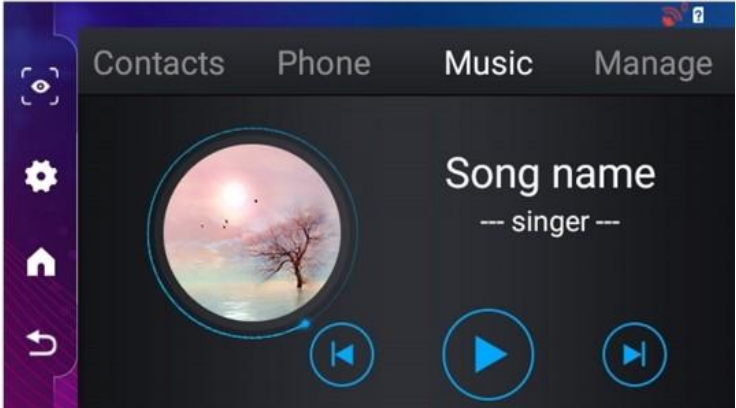 ?
Contacts Phone Music Manage
Song name
--- singer ---